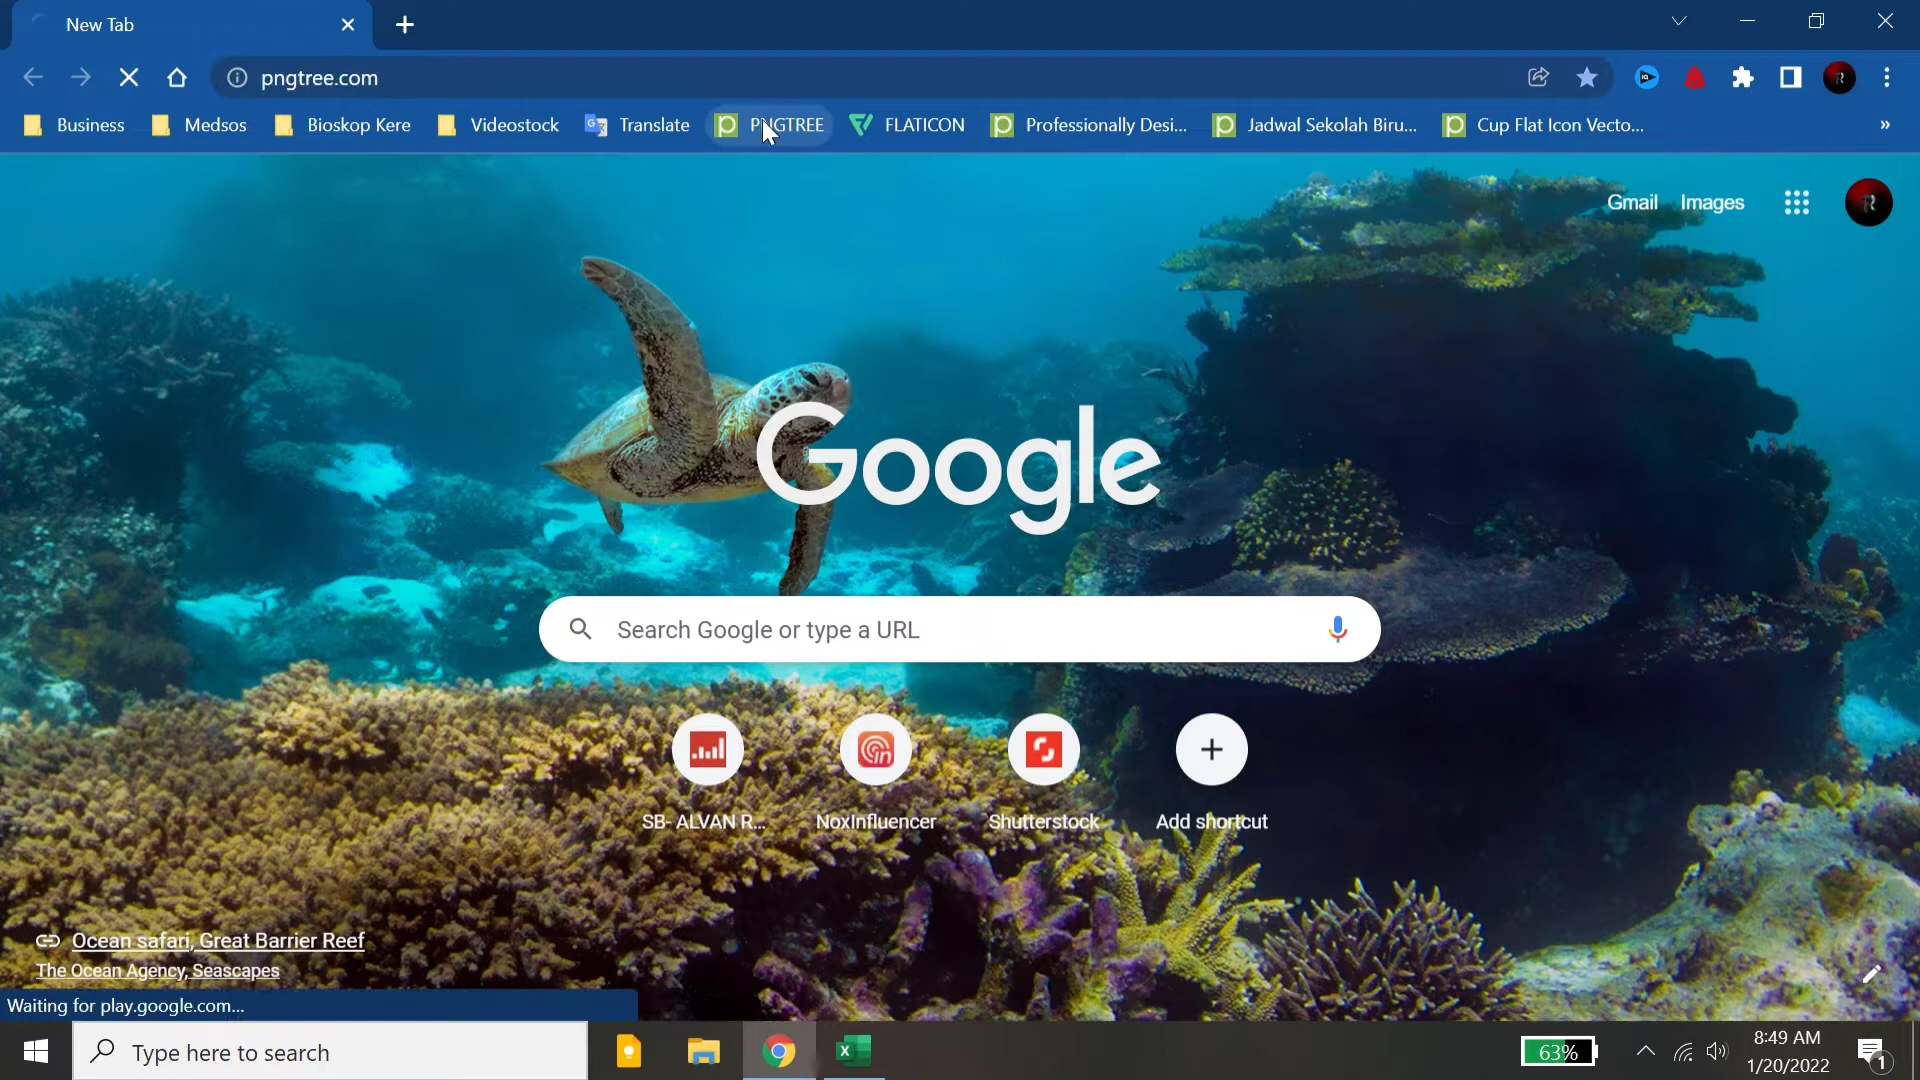 New Tab
pngtree.com
Business Medsos Bioskop Kere Videostock Translate PNGTREE FLATICON Professionally Desi... Jadwal Sekolah Biru... Cup Flat Icon Vecto... »
Gmail Images
Google
Search Google or type a URL
SB- ALVAN R... NoxInfluencer Shutterstock Add shortcut
Ocean safari, Great Barrier Reef
The Ocean Agency, Seascapes
Waiting for play.google.com...
Type here to search
63%
8:49 AM
1/20/2022
1